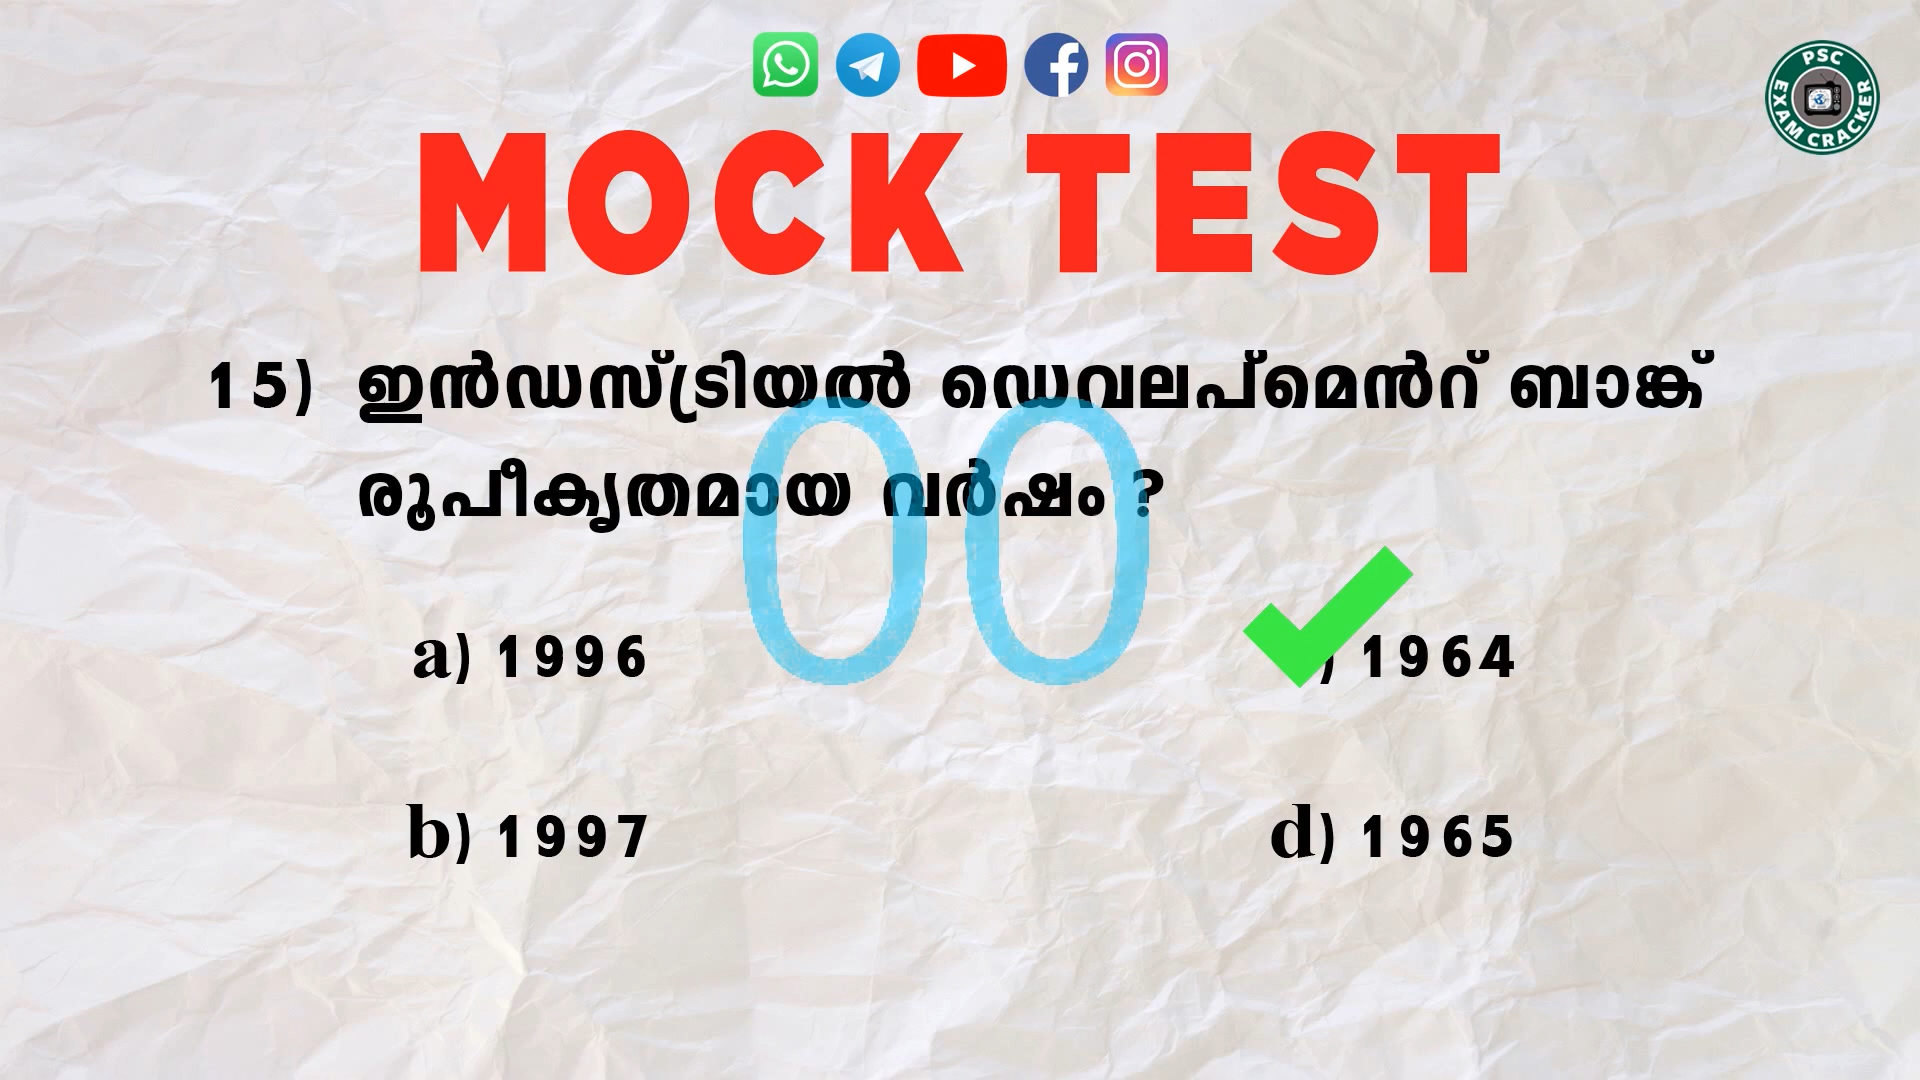 PSC EXAM CRACKER
MOCK TEST
15) ഇൻഡസ്ട്രിയൽ ഡെവലപ്മെൻറ് ബാങ്ക്
രൂപീകൃതമായ വർഷം ?
00
a) 1996
) 1964
b) 1997
d) 1965